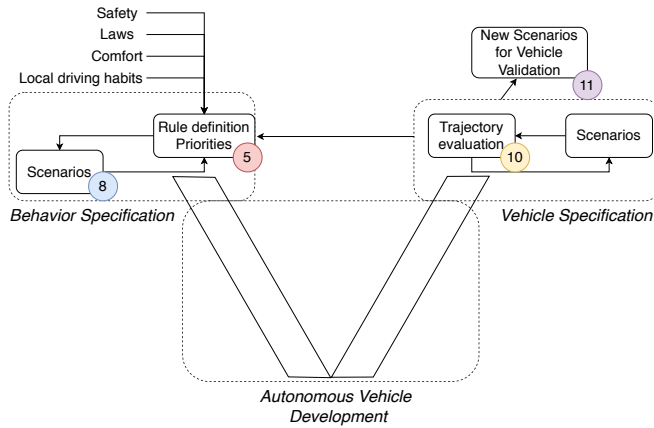 Safety
Laws
Comfort
Local driving habits
New Scenarios
for Vehicle
Validation
11
Rule definition
Priorities
5
Trajectory
evaluation
10
Scenarios
Scenarios
8
Behavior Specification
Vehicle Specification
Autonomous Vehicle
Development